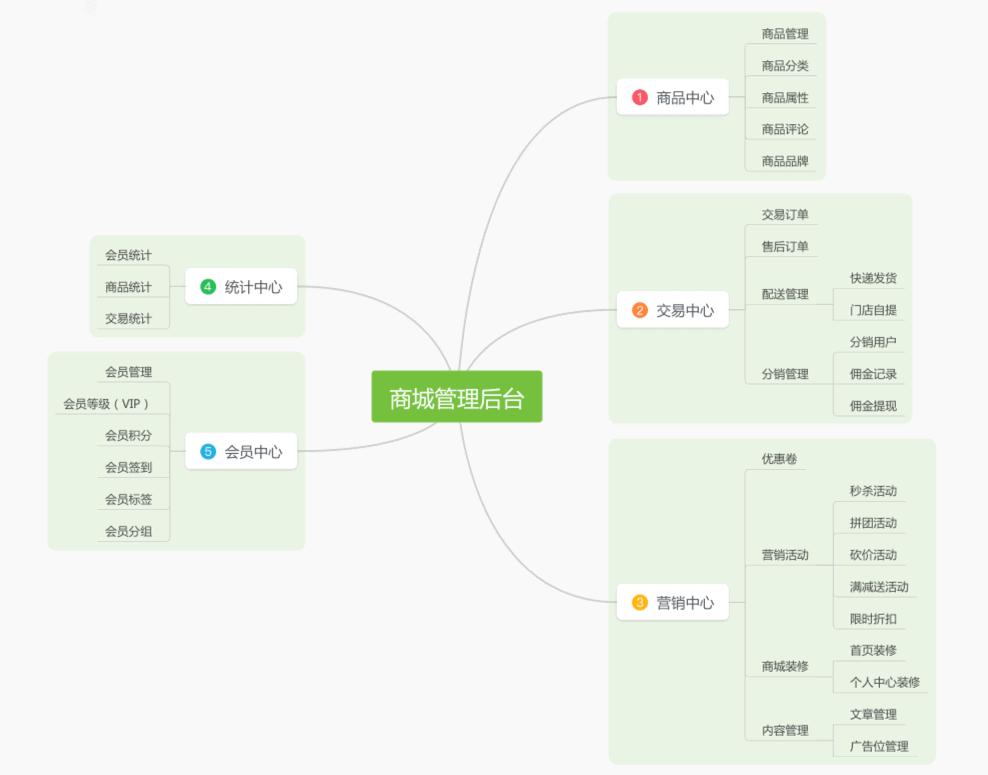 商城管理后台
1 商品中心
商品管理
商品分类
商品属性
商品评论
商品品牌
2 交易中心
交易订单
售后订单
配送管理
快递发货
门店自提
分销管理
分销用户
佣金记录
佣金提现
3 营销中心
优惠卷
营销活动
秒杀活动
拼团活动
砍价活动
满减送活动
限时折扣
商城装修
首页装修
个人中心装修
内容管理
文章管理
广告位管理
4 统计中心
会员统计
商品统计
交易统计
5 会员中心
会员管理
会员等级（VIP）
会员积分
会员签到
会员标签
会员分组